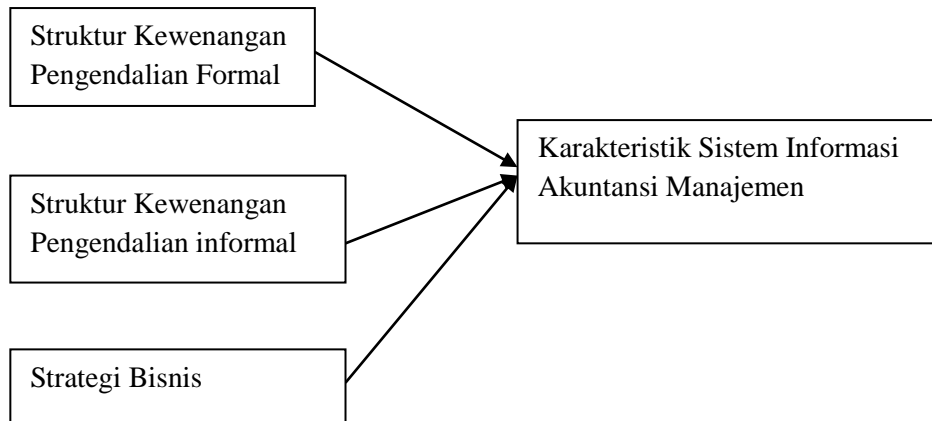 Struktur Kewenangan
Pengendalian Formal
Karakteristik Sistem Informasi
Akuntansi Manajemen
Struktur Kewenangan
Pengendalian informal
Strategi Bisnis